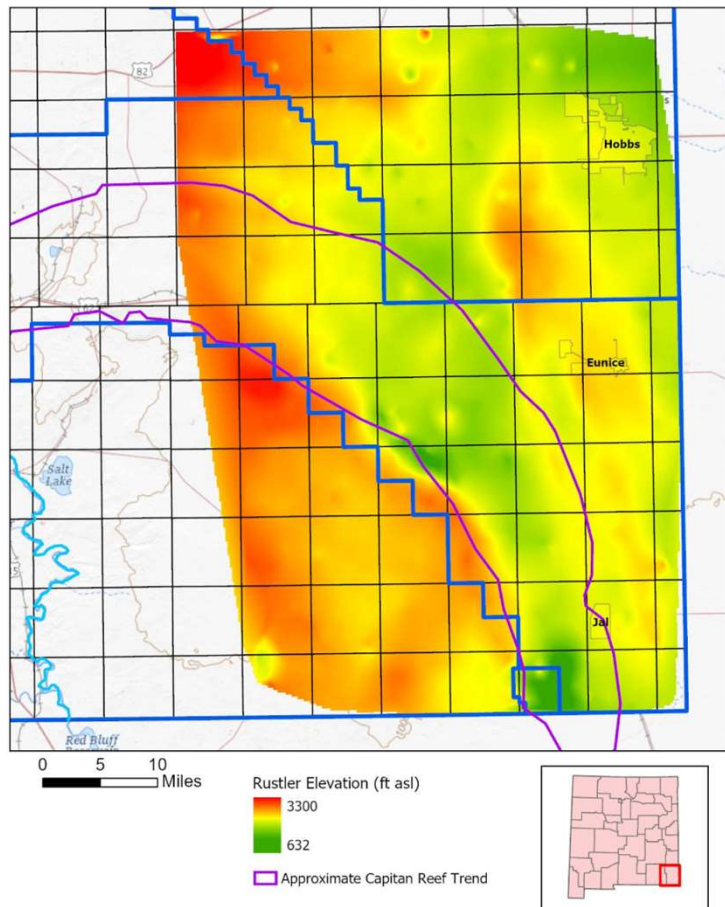 82
Hobbs
Eunice
Salt
Lake
Jal
Red Bluff
0 5 10
Miles
Rustler Elevation (ft asl)
3300
632
Approximate Capitan Reef Trend